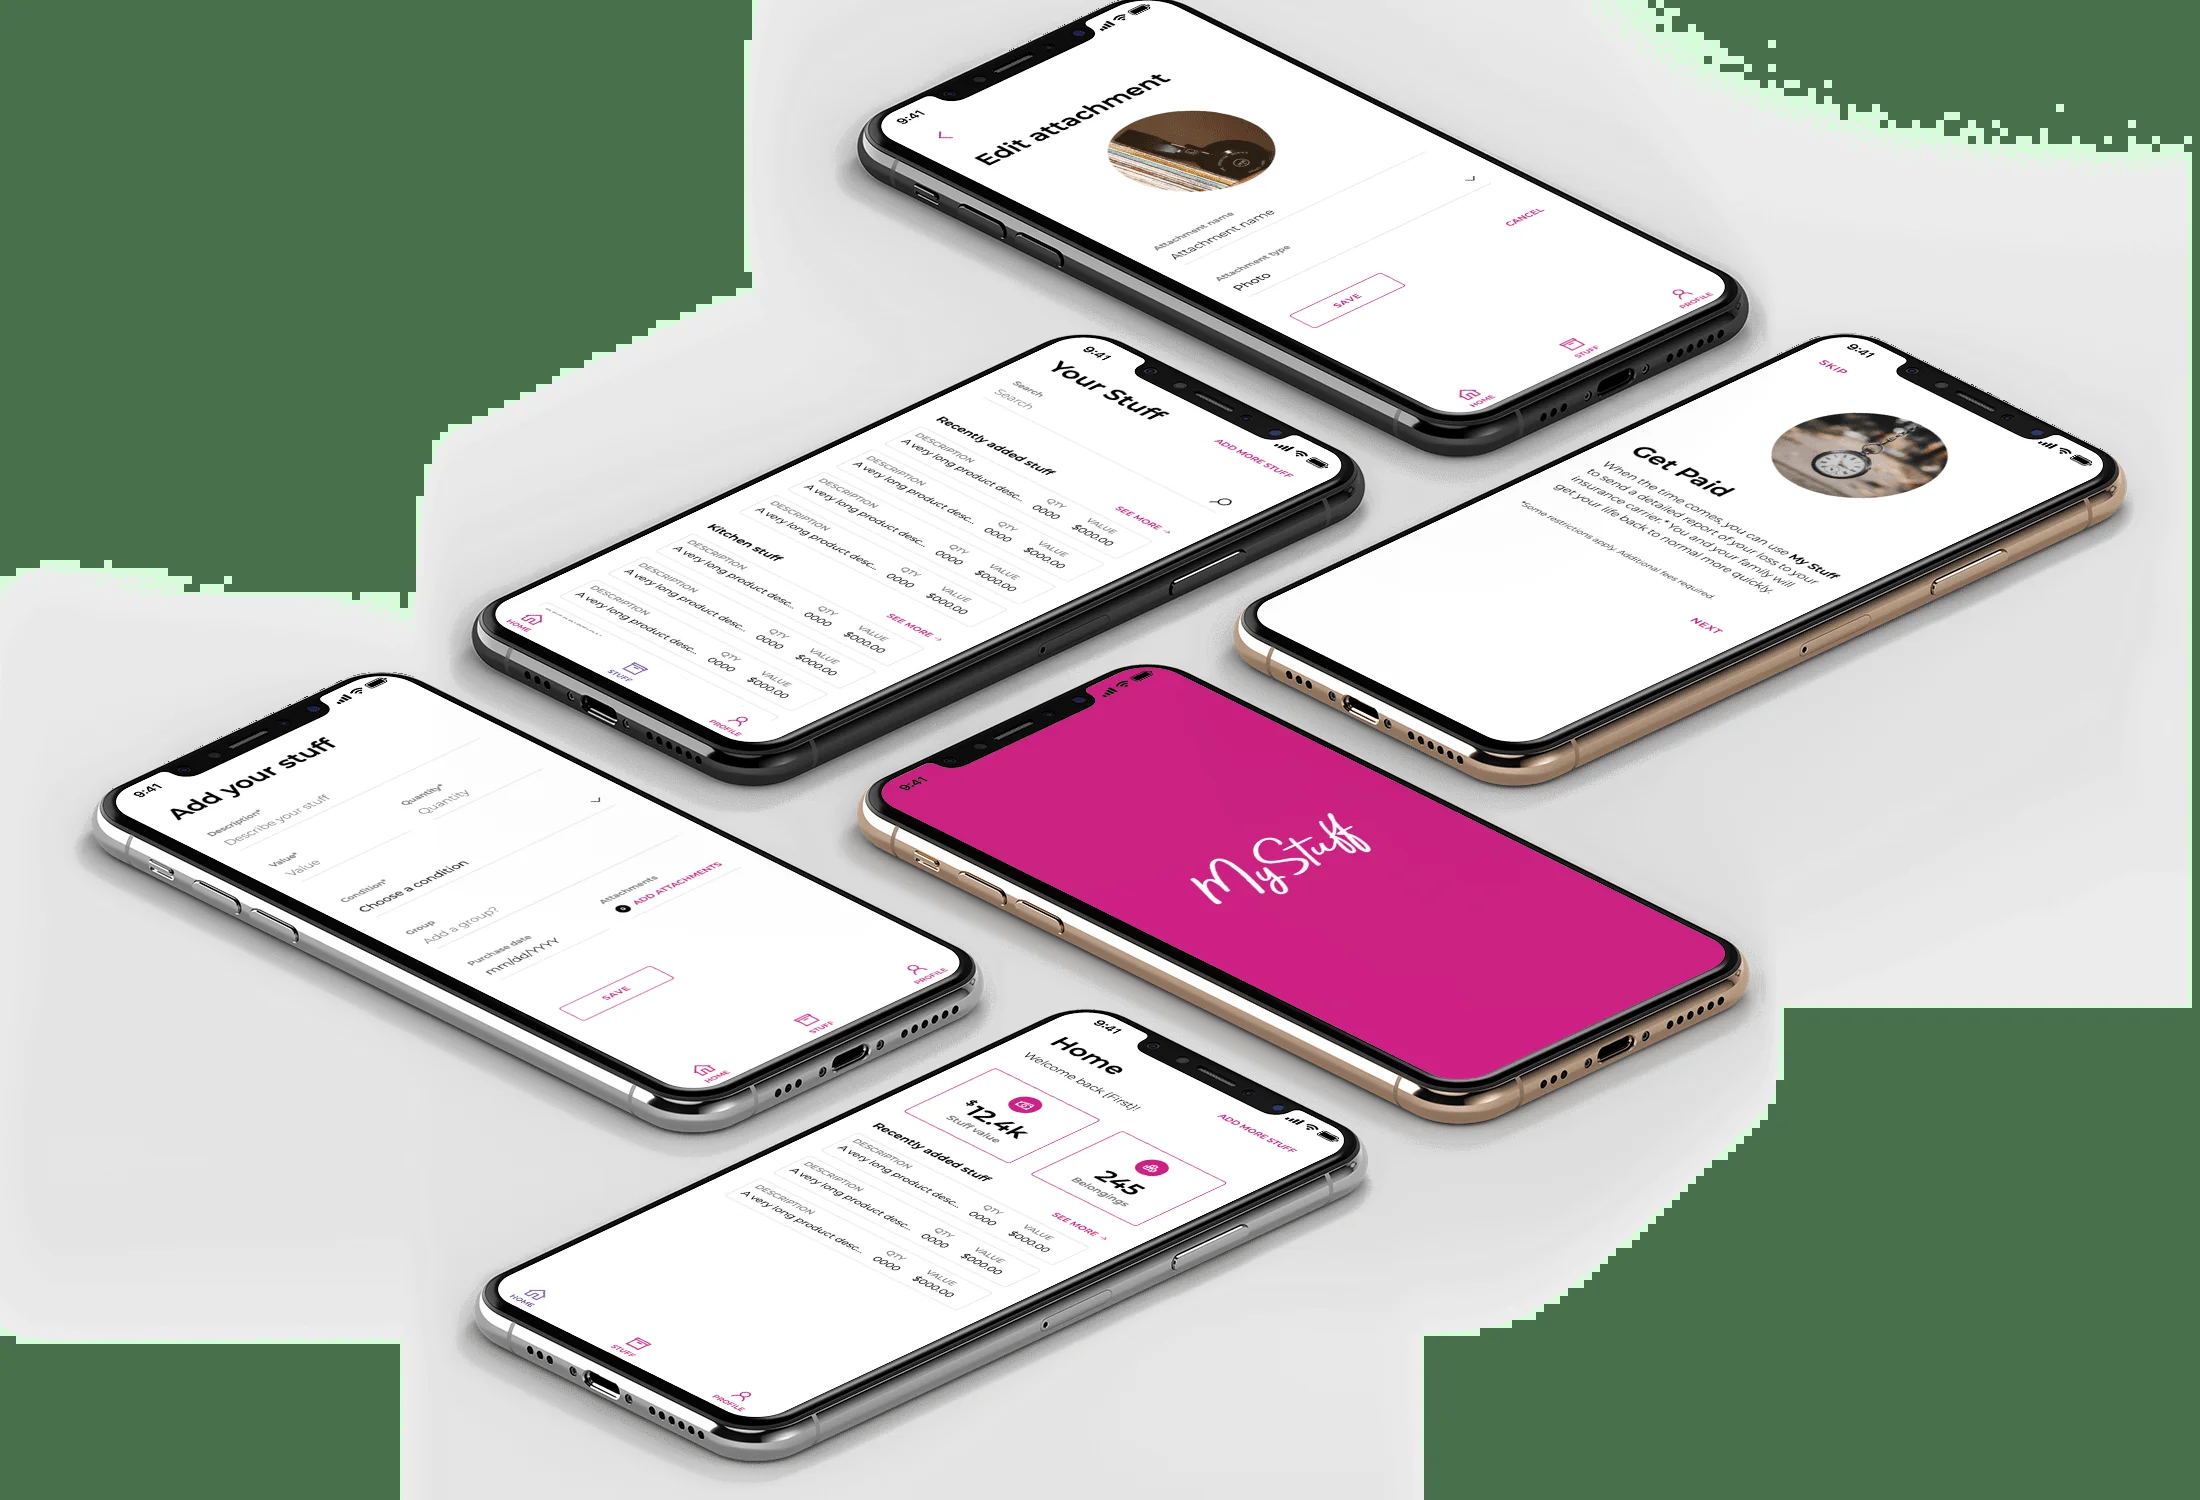 9:41
Edit attachment
Attachment name
Attachment name
Attachment type
Photo
SAVE
CANCEL
HOME
STUFF
PROFILE
9:41
Your Stuff
ADD MORE STUFF
Search
Search
Recently added stuff
SEE MORE →
DESCRIPTION
A very long product desc...
QTY
0000
VALUE
$000.00
DESCRIPTION
A very long product desc...
QTY
0000
VALUE
$000.00
DESCRIPTION
A very long product desc...
QTY
0000
VALUE
$000.00
Kitchen stuff
SEE MORE →
DESCRIPTION
A very long product desc...
QTY
0000
VALUE
$000.00
DESCRIPTION
A very long product desc...
QTY
0000
VALUE
$000.00
DESCRIPTION
A very long product desc...
QTY
0000
VALUE
$000.00
HOME
STUFF
PROFILE
9:41
SKIP
Get Paid
When the time comes, you can use My Stuff
to send a detailed report of your loss to your
insurance carrier.* You and your family will
get your life back to normal more quickly.
*Some restrictions apply. Additional fees required.
NEXT
9:41
Add your stuff
Description*
Describe your stuff
Value*
Value
Quantity*
Quantity
Condition*
Choose a condition
Group
Add a group?
Purchase date
mm/dd/YYYY
Attachments
ADD ATTACHMENTS
SAVE
HOME
STUFF
PROFILE
9:41
MyStuff
9:41
Home
ADD MORE STUFF
Welcome back {First}!
$12.4k
Stuff value
245
Belongings
Recently added stuff
SEE MORE →
DESCRIPTION
A very long product desc...
QTY
0000
VALUE
$000.00
DESCRIPTION
A very long product desc...
QTY
0000
VALUE
$000.00
DESCRIPTION
A very long product desc...
QTY
0000
VALUE
$000.00
HOME
STUFF
PROFILE